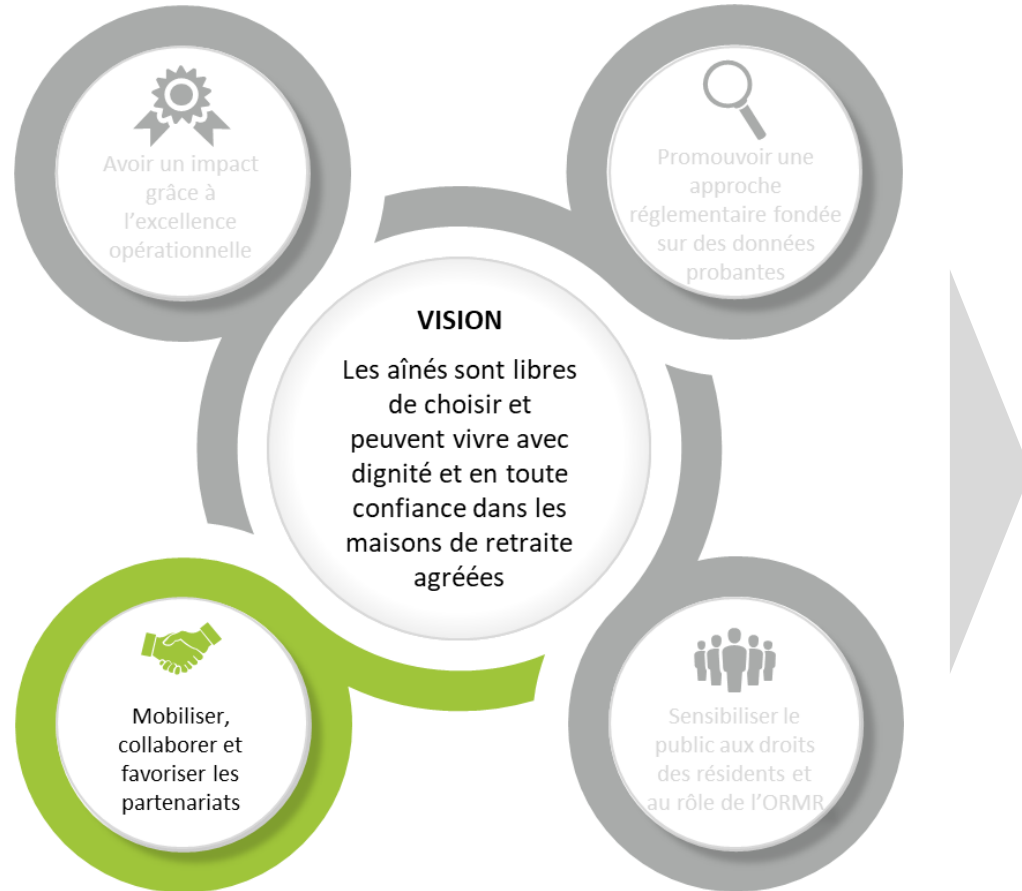 Avoir un impact
grâce à
l'excellence
opérationnelle
Promouvoir une
approche
réglementaire fondée
sur des données
probantes
VISION
Les aînés sont libres
de choisir et
peuvent vivre avec
dignité et en toute
confiance dans les
maisons de retraite
agréées
Mobiliser,
collaborer et
favoriser les
partenariats
Sensibiliser le
public aux droits
des résidents et
au rôle de l'ORMR